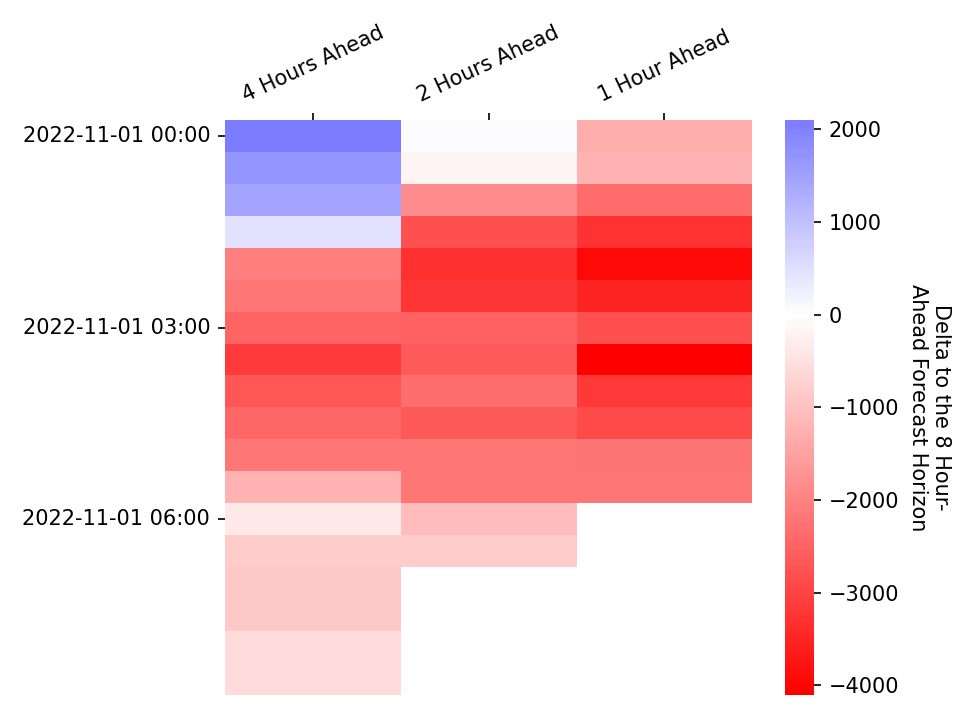 4 Hours Ahead
2 Hours Ahead
1 Hour Ahead
2022-11-01 00:00
2022-11-01 03:00
2022-11-01 06:00
2000
1000
0
−1000
−2000
−3000
−4000
Delta to the 8 Hour-
Ahead Forecast Horizon